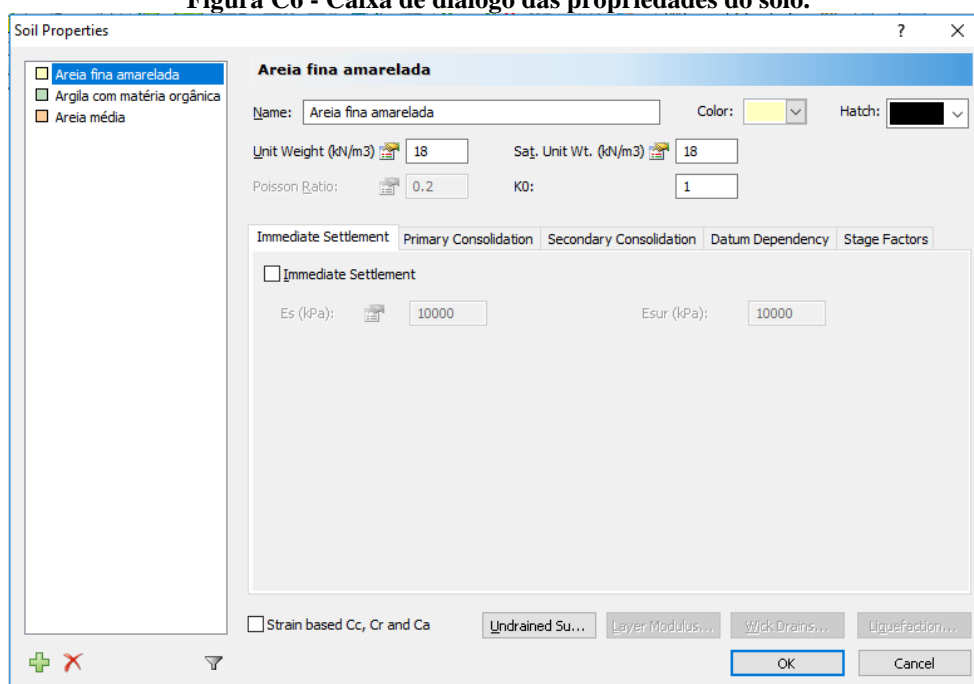 Figura C6 - Caixa de diálogo das propriedades do solo.
Soil Properties ?
Areia fina amarelada
Argila com matéria orgânica
Areia média
Areia fina amarelada
Name: Areia fina amarelada Color: Hatch:
Unit Weight (kN/m3) 18 Sat. Unit Wt. (kN/m3) 18
Poisson Ratio: 0.2 K0: 1
Immediate Settlement Primary Consolidation Secondary Consolidation Datum Dependency Stage Factors
Immediate Settlement
Es (kPa): 10000 Esur (kPa): 10000
Strain based Cc, Cr and Ca Undrained Su... Layer Modulus... Wick Drains... Liquefaction...
OK Cancel